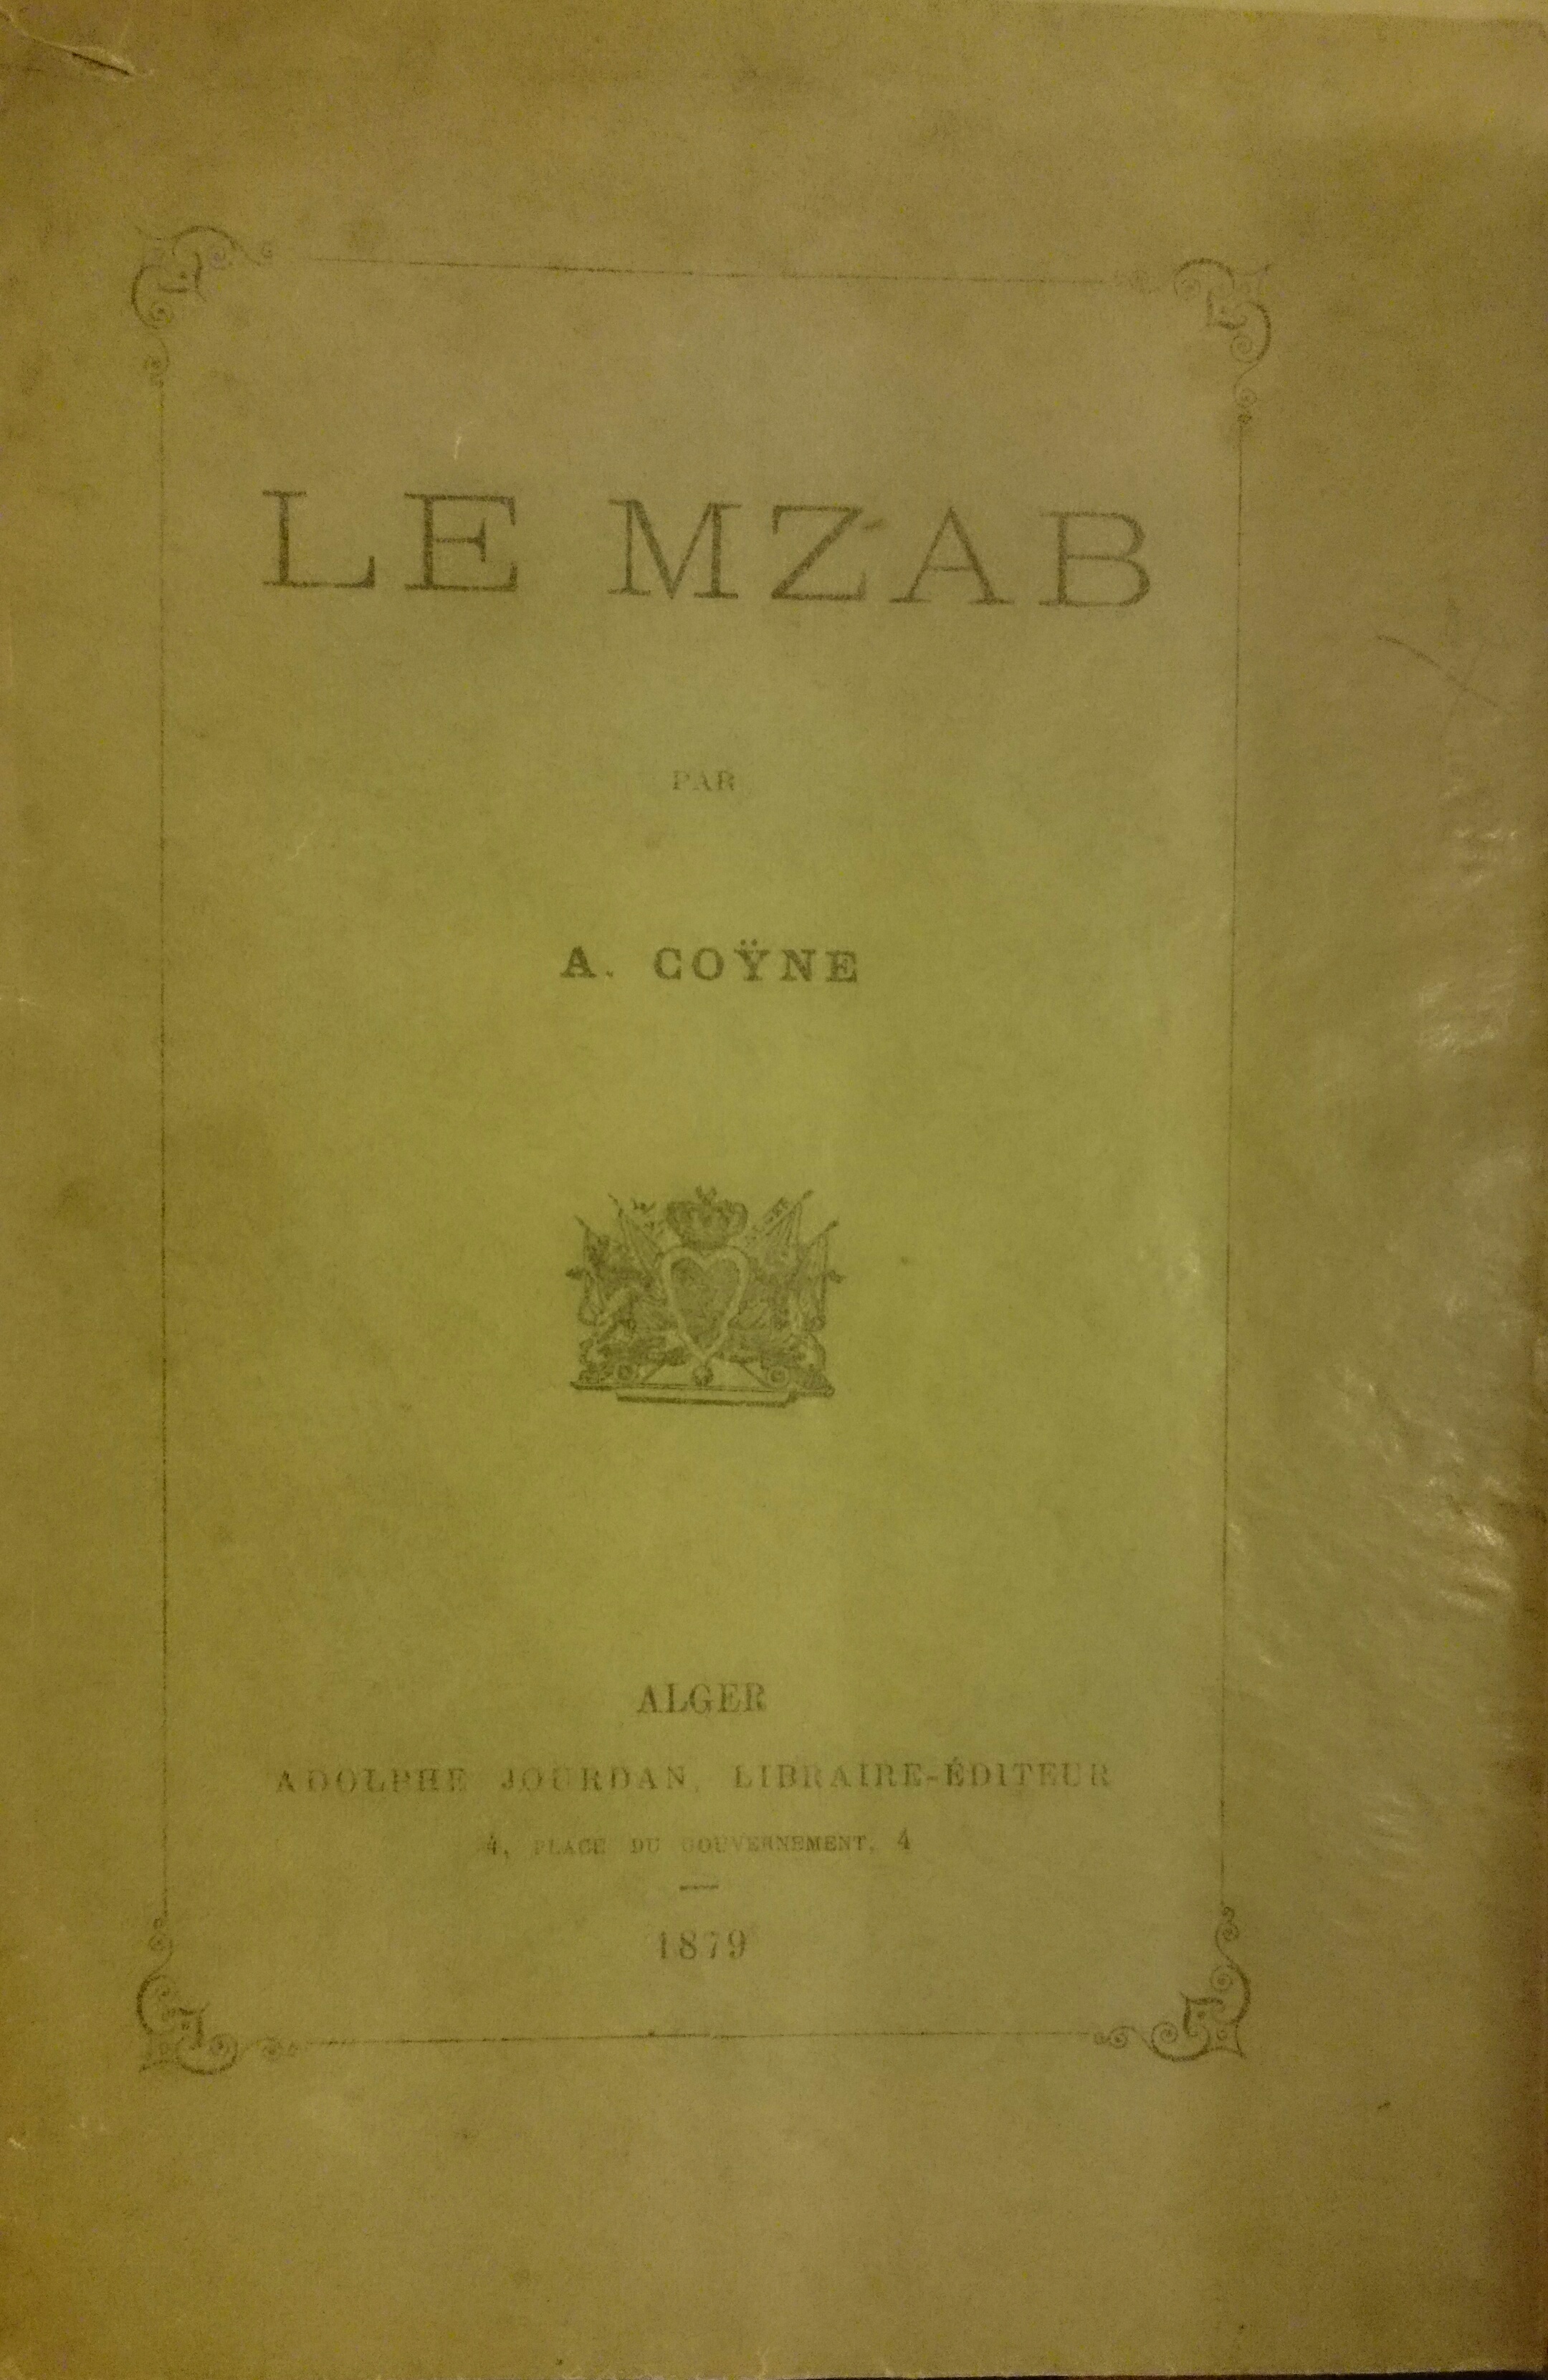 LE MZAB
PAR
A. COŸNE
ALGER
ADOLPHE JOURDAN, LIBRAIRE-ÉDITEUR
4, PLACE DU GOUVERNEMENT, 4
1879